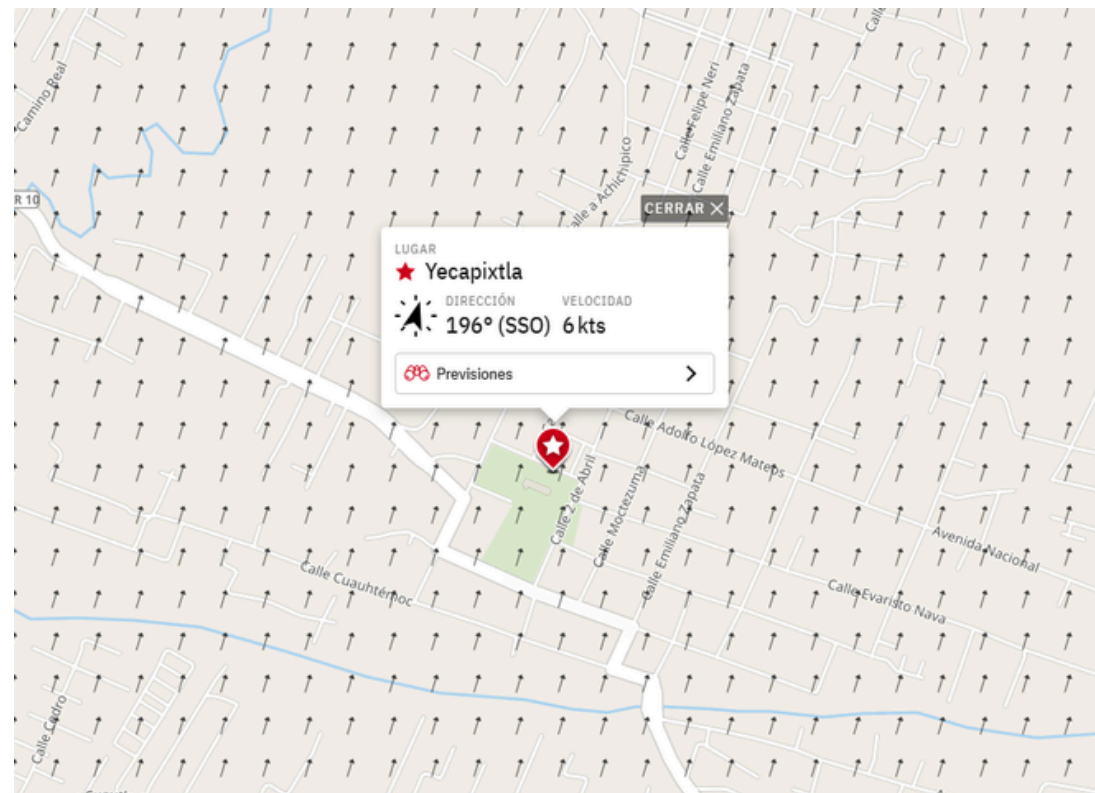 Camino Real
Calle Felipe Neri
Calle Emiliano Zapata
R 10
alle a Achichipico
CERRAR
LUGAR
Yecapixtla
DIRECCIÓN VELOCIDAD
196° (SSO) 6 kts
Previsiones
Calle Adolfo López Mateos
Calle 2 de Abril
Calle Moctezuma
Calle Emiliano Zapata
Avenida Nacional
Calle Cuauhtémoc
Calle Evaristo Nava
Calle Cedro